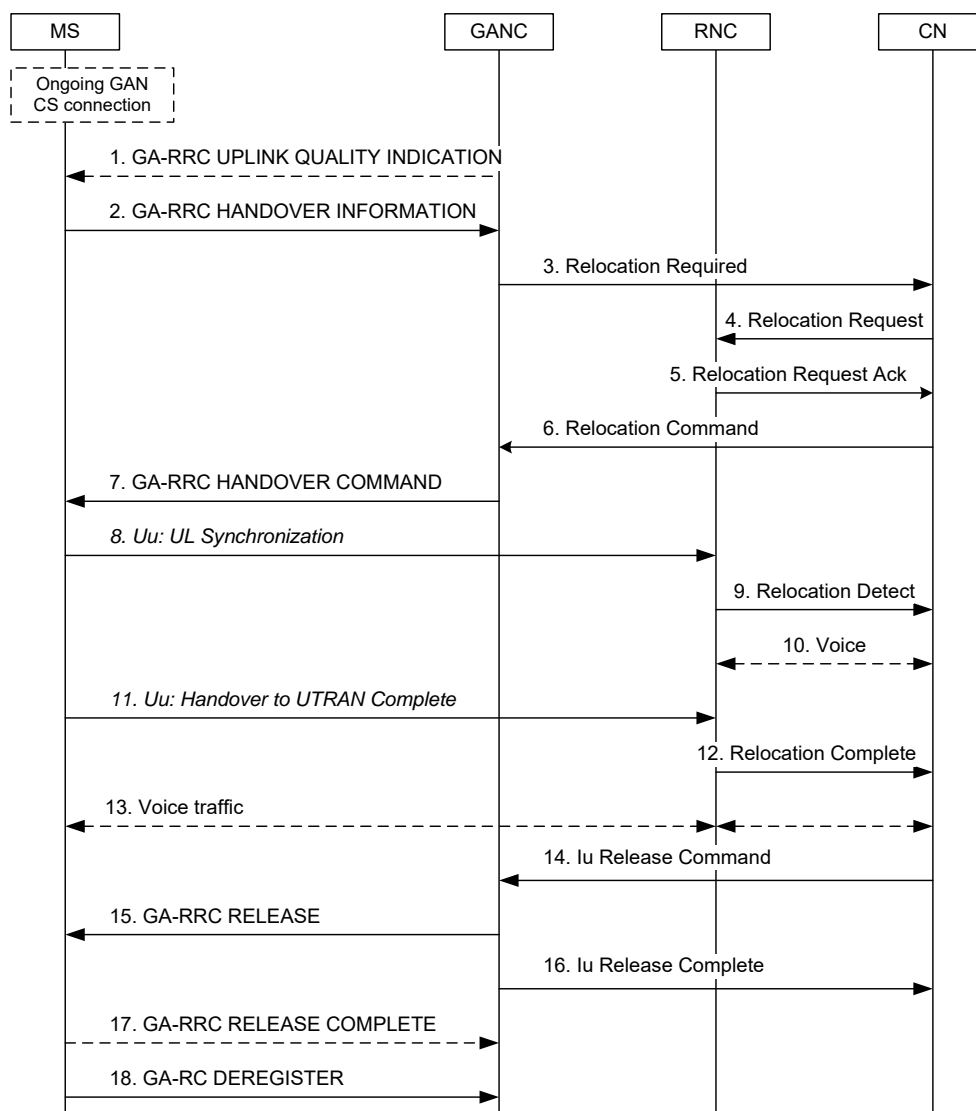 MS
GANC
RNC
CN
Ongoing GAN
CS connection
1. GA-RRC UPLINK QUALITY INDICATION
2. GA-RRC HANDOVER INFORMATION
3. Relocation Required
4. Relocation Request
5. Relocation Request Ack
6. Relocation Command
7. GA-RRC HANDOVER COMMAND
8. Uu: UL Synchronization
9. Relocation Detect
10. Voice
11. Uu: Handover to UTRAN Complete
12. Relocation Complete
13. Voice traffic
14. Iu Release Command
15. GA-RRC RELEASE
16. Iu Release Complete
17. GA-RRC RELEASE COMPLETE
18. GA-RC DEREGISTER